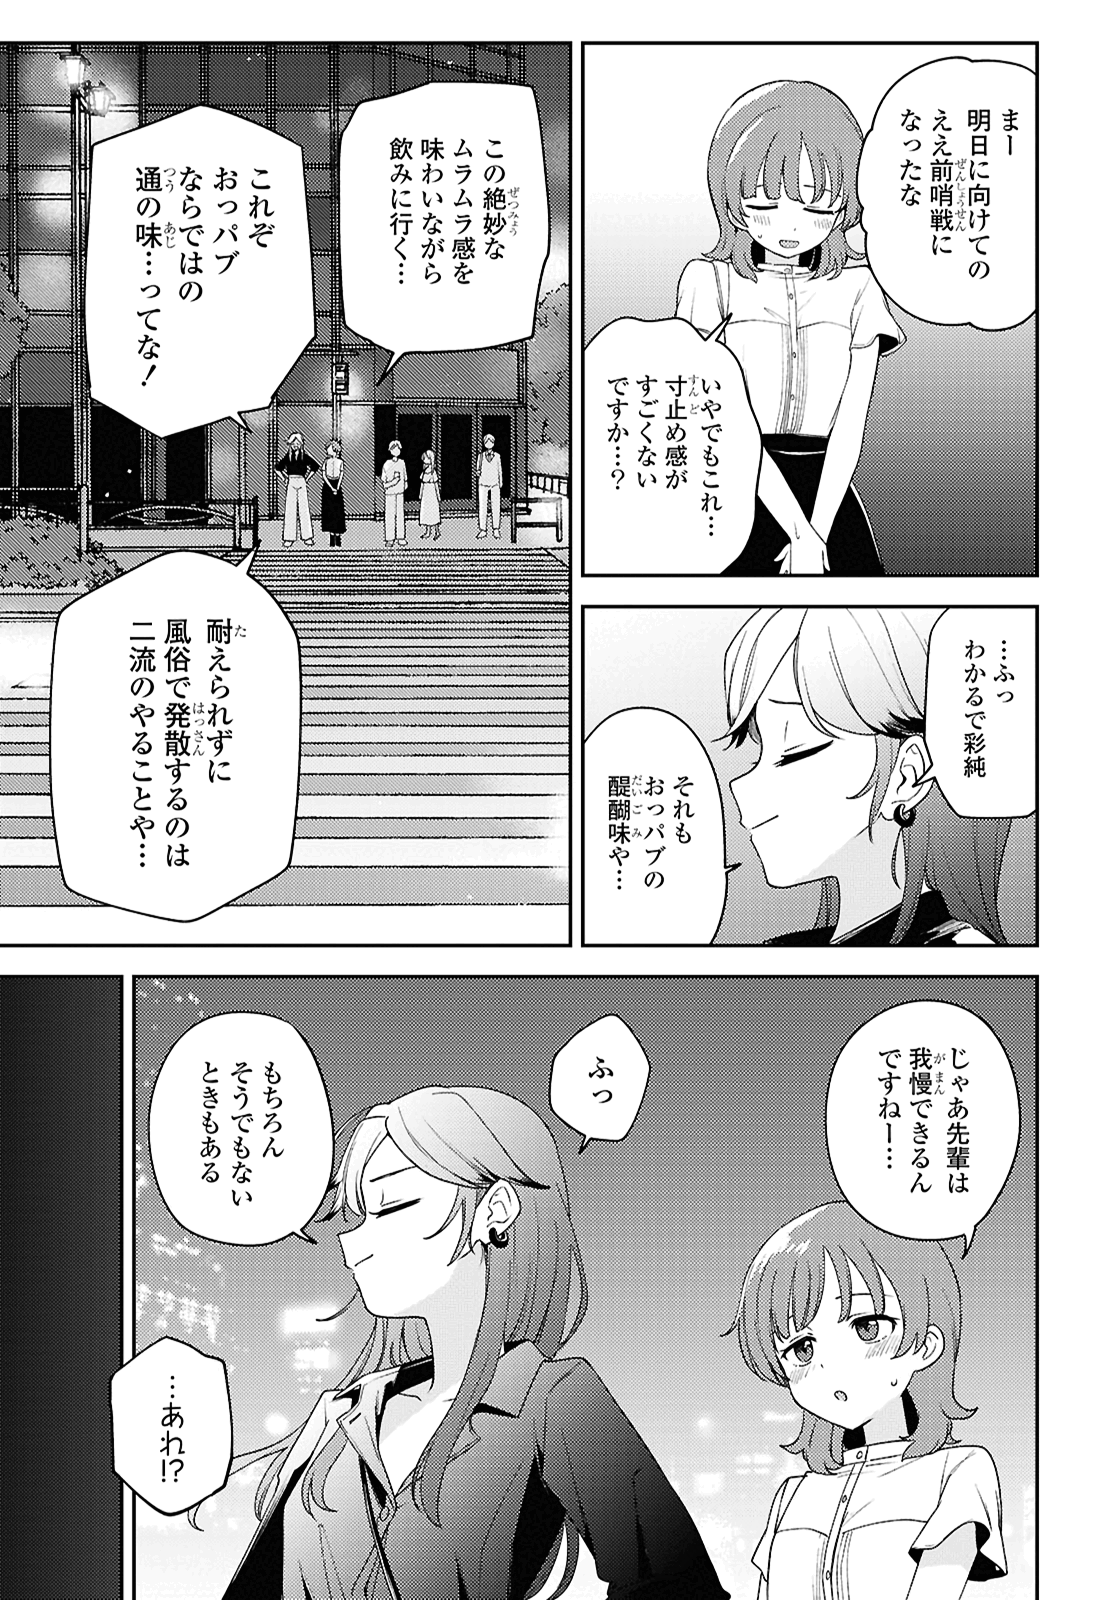 まー
明日に向けての
ええ前哨戦に
なったな
いやでもこれ…
寸止め感が
すごくない
ですか…?
…ふっ
わかるで彩純
それも
おっパブの
醍醐味や…
この絶妙な
ムラムラ感を
味わいながら
飲みに行く…
これぞ
おっパブ
ならではの
通の味…ってな!
耐えられずに
風俗で発散するのは
二流のやることや…
じゃあ先輩は
我慢できるん
ですねー…
ふっ
もちろん
そうでもない
ときもある
…あれ!?